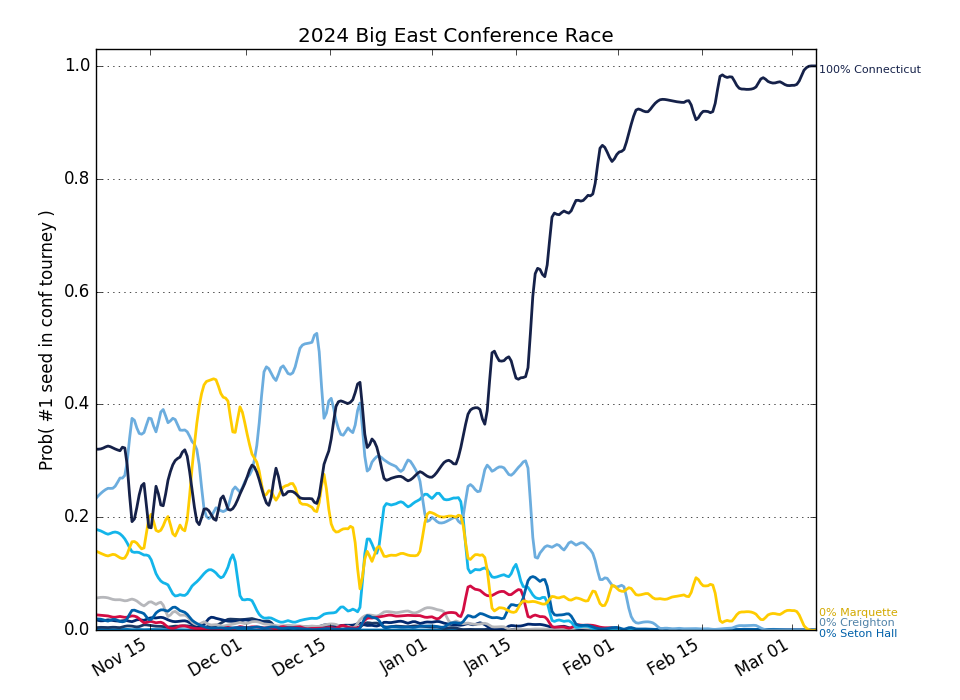 2024 Big East Conference Race
Prob( #1 seed in conf tourney )
1.0
0.8
0.6
0.4
0.2
0.0
Nov 15
Dec 01
Dec 15
Jan 01
Jan 15
Feb 01
Feb 15
Mar 01
100% Connecticut
0% Marquette
0% Creighton
0% Seton Hall